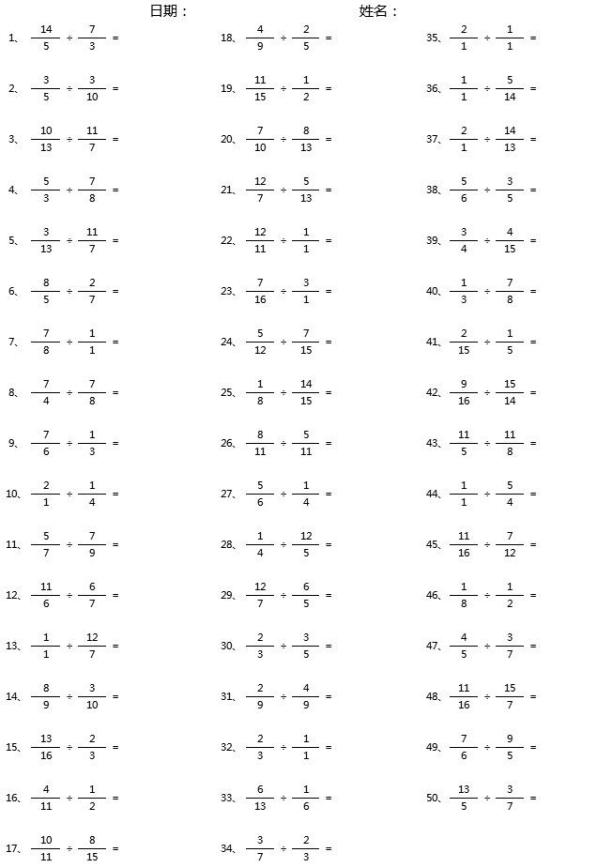 日期： 姓名：
1、 14/5 ÷ 7/3 =
2、 3/5 ÷ 3/10 =
3、 10/13 ÷ 11/7 =
4、 5/3 ÷ 7/8 =
5、 3/13 ÷ 11/7 =
6、 8/5 ÷ 2/7 =
7、 7/8 ÷ 1/1 =
8、 7/4 ÷ 7/8 =
9、 7/6 ÷ 1/3 =
10、 2/1 ÷ 1/4 =
11、 5/7 ÷ 7/9 =
12、 11/6 ÷ 6/7 =
13、 1/1 ÷ 12/7 =
14、 8/9 ÷ 3/10 =
15、 13/16 ÷ 2/3 =
16、 4/11 ÷ 1/2 =
17、 10/11 ÷ 8/15 =
18、 4/9 ÷ 2/5 =
19、 11/15 ÷ 1/2 =
20、 7/10 ÷ 8/13 =
21、 12/7 ÷ 5/13 =
22、 12/11 ÷ 1/1 =
23、 7/16 ÷ 3/1 =
24、 5/12 ÷ 7/15 =
25、 1/8 ÷ 14/15 =
26、 8/11 ÷ 5/11 =
27、 5/6 ÷ 1/4 =
28、 1/4 ÷ 12/5 =
29、 12/7 ÷ 6/5 =
30、 2/3 ÷ 3/5 =
31、 2/9 ÷ 4/9 =
32、 2/3 ÷ 1/1 =
33、 6/13 ÷ 1/6 =
34、 3/7 ÷ 2/3 =
35、 2/1 ÷ 1/1 =
36、 1/1 ÷ 5/14 =
37、 2/1 ÷ 14/13 =
38、 5/6 ÷ 3/5 =
39、 3/4 ÷ 4/15 =
40、 1/3 ÷ 7/8 =
41、 2/15 ÷ 1/5 =
42、 9/16 ÷ 15/14 =
43、 11/5 ÷ 11/8 =
44、 1/1 ÷ 5/4 =
45、 11/16 ÷ 7/12 =
46、 1/8 ÷ 1/2 =
47、 4/5 ÷ 3/7 =
48、 11/16 ÷ 15/7 =
49、 7/6 ÷ 9/5 =
50、 13/5 ÷ 3/7 =